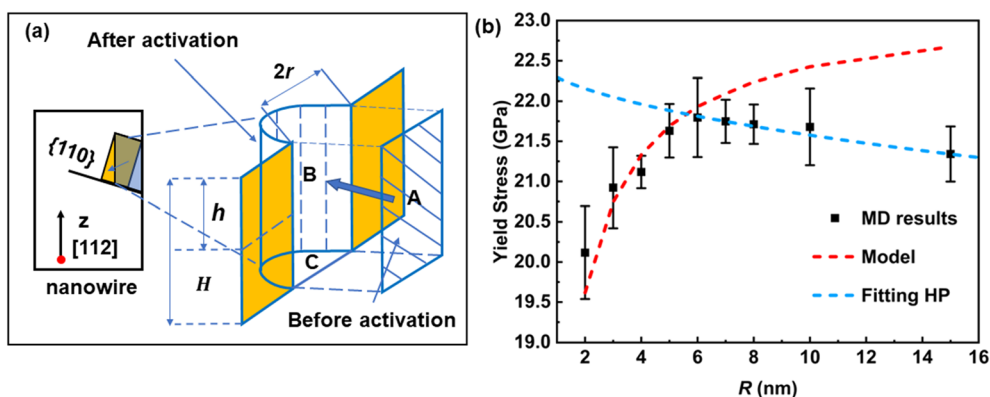 (a)
After activation
2r
{110}
B
A
h
z
[112]
C
H
nanowire
Before activation
(b)
Yield Stress (GPa)
23.0
22.5
22.0
21.5
21.0
20.5
20.0
19.5
19.0
MD results
Model
Fitting HP
2 4 6 8 10 12 14 16
R (nm)